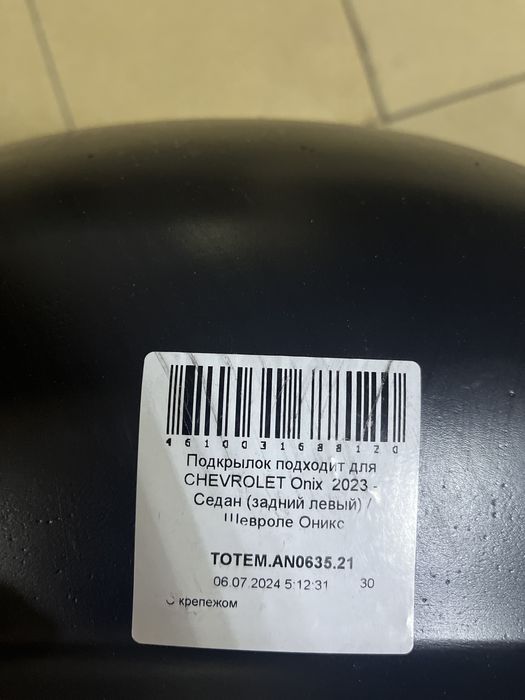 4610031688120
Подкрылок подходит для
CHEVROLET Onix 2023 -
Седан (задний левый) /
Шевроле Оникс
TOTEM.AN0635.21
06.07.2024 5:12:31 30
С крепежом